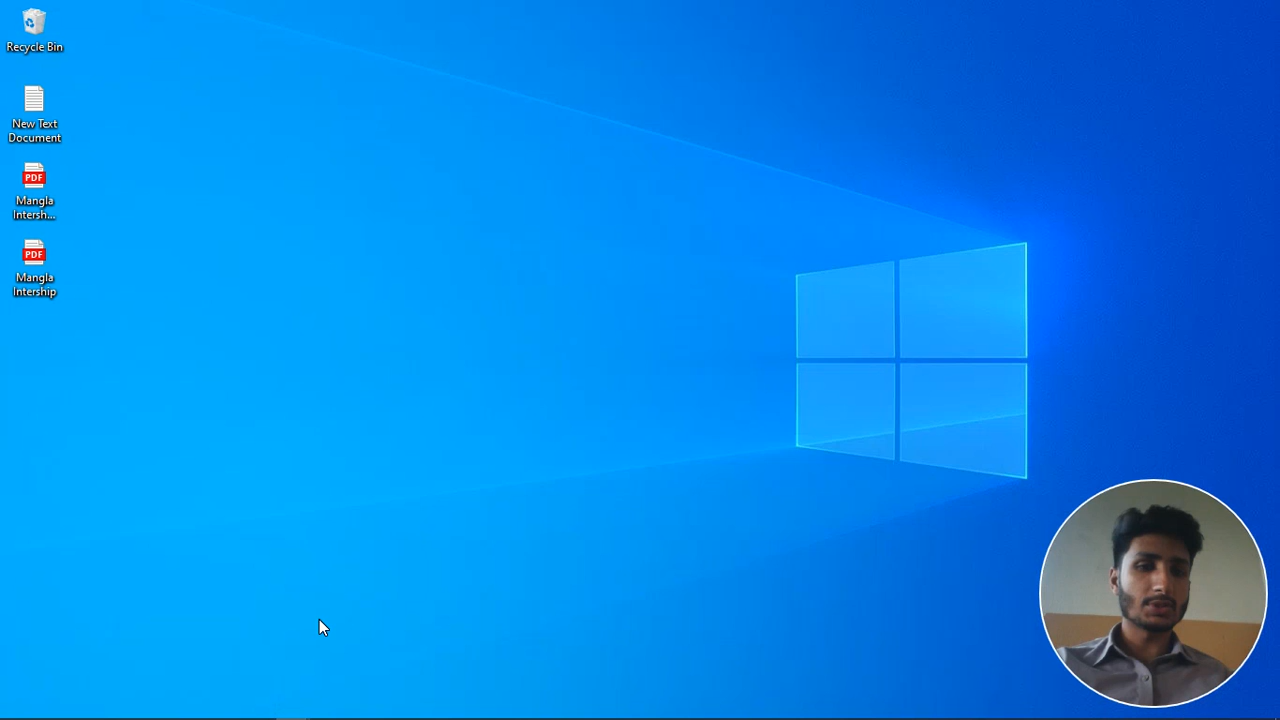 Recycle Bin
New Text
Document
PDF
Mangla
Intersh...
PDF
Mangla
Intership